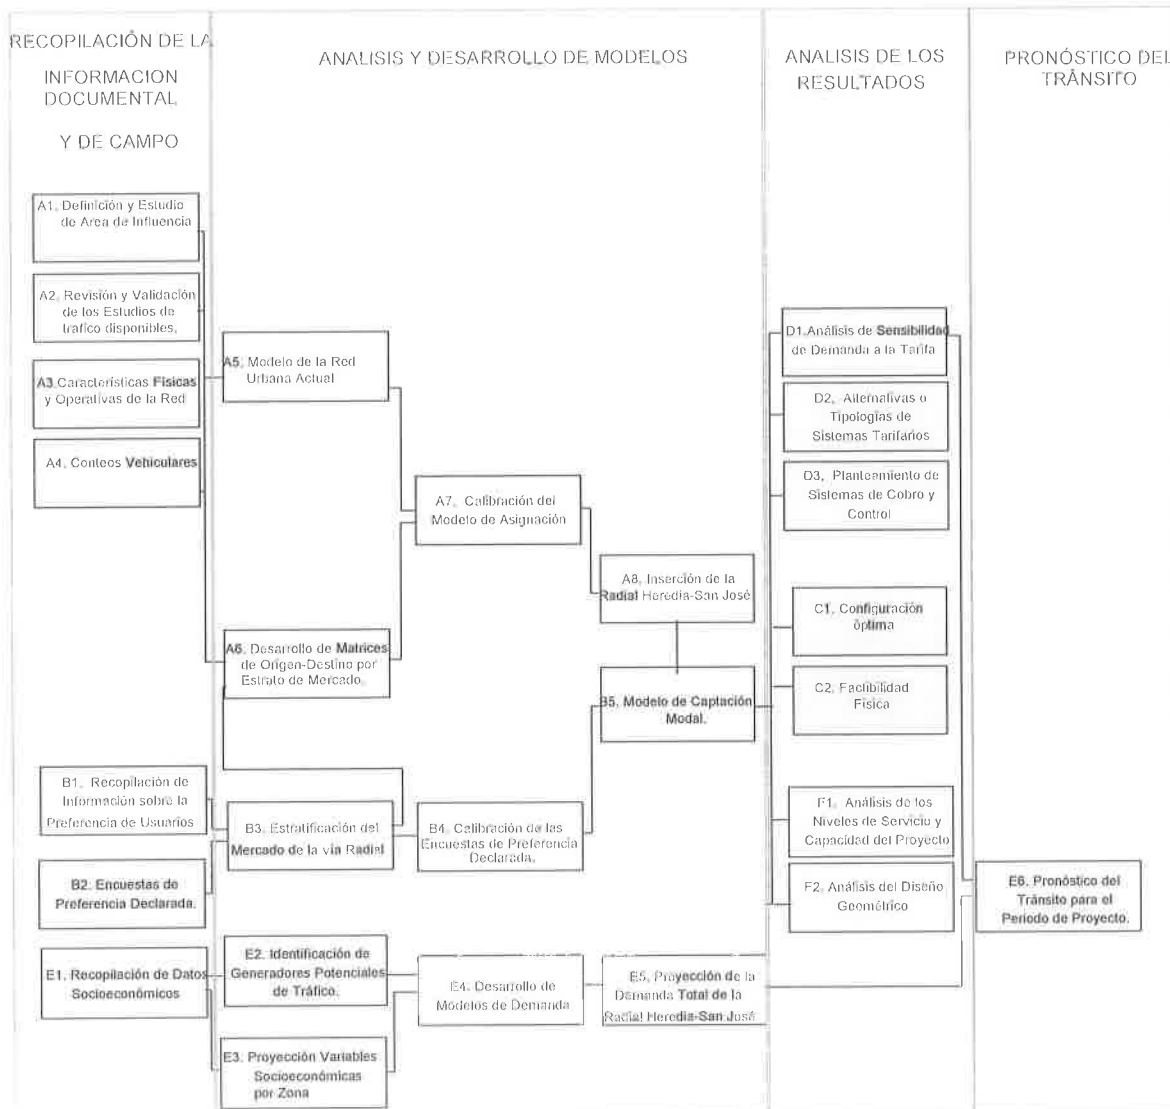 RECOPILACIÓN DE LA
INFORMACION
DOCUMENTAL
Y DE CAMPO
ANALISIS Y DESARROLLO DE MODELOS
ANALISIS DE LOS
RESULTADOS
PRONÓSTICO DEL
TRÂNSITO
A1. Definición y Estudio
de Area de Influencia
A2. Revisión y Validación
de los Estudios de
trafico disponibles.
A3.Características Físicas
y Operativas de la Red
A4. Conteos Vehiculares
B1. Recopilación de
Información sobre la
Preferencia de Usuarios
B2. Encuestas de
Preferencia Declarada.
E1. Recopilación de Datos
Socioeconómicos
A5. Modelo de la Red
Urbana Actual
A6. Desarrollo de Matrices
de Origen-Destino por
Estrato de Mercado.
B3. Estratificación del
Mercado de la vía Radial
E2. Identificación de
Generadores Potenciales
de Tráfico.
E3. Proyección Variables
Socioeconómicas
por Zona
A7. Calibración del
Modelo de Asignación
B4. Calibración de las
Encuestas de Preferencia
Declarada.
E4. Desarrollo de
Modelos de Demanda
A8. Inserción de la
Radial Heredia-San José
B5. Modelo de Captación
Modal.
E5. Proyección de la
Demanda Total de la
Radial Heredia-San José
D1.Análisis de Sensibilidad
de Demanda a la Tarifa
D2. Alternativas o
Tipologías de
Sistemas Tarifarios
D3. Planteamiento de
Sistemas de Cobro y
Control
C1. Configuración
óptima
C2. Factibilidad
Física
F1. Análisis de los
Niveles de Servicio y
Capacidad del Proyecto
F2. Análisis del Diseño
Geométrico
E6. Pronóstico del
Tránsito para el
Periodo de Proyecto.